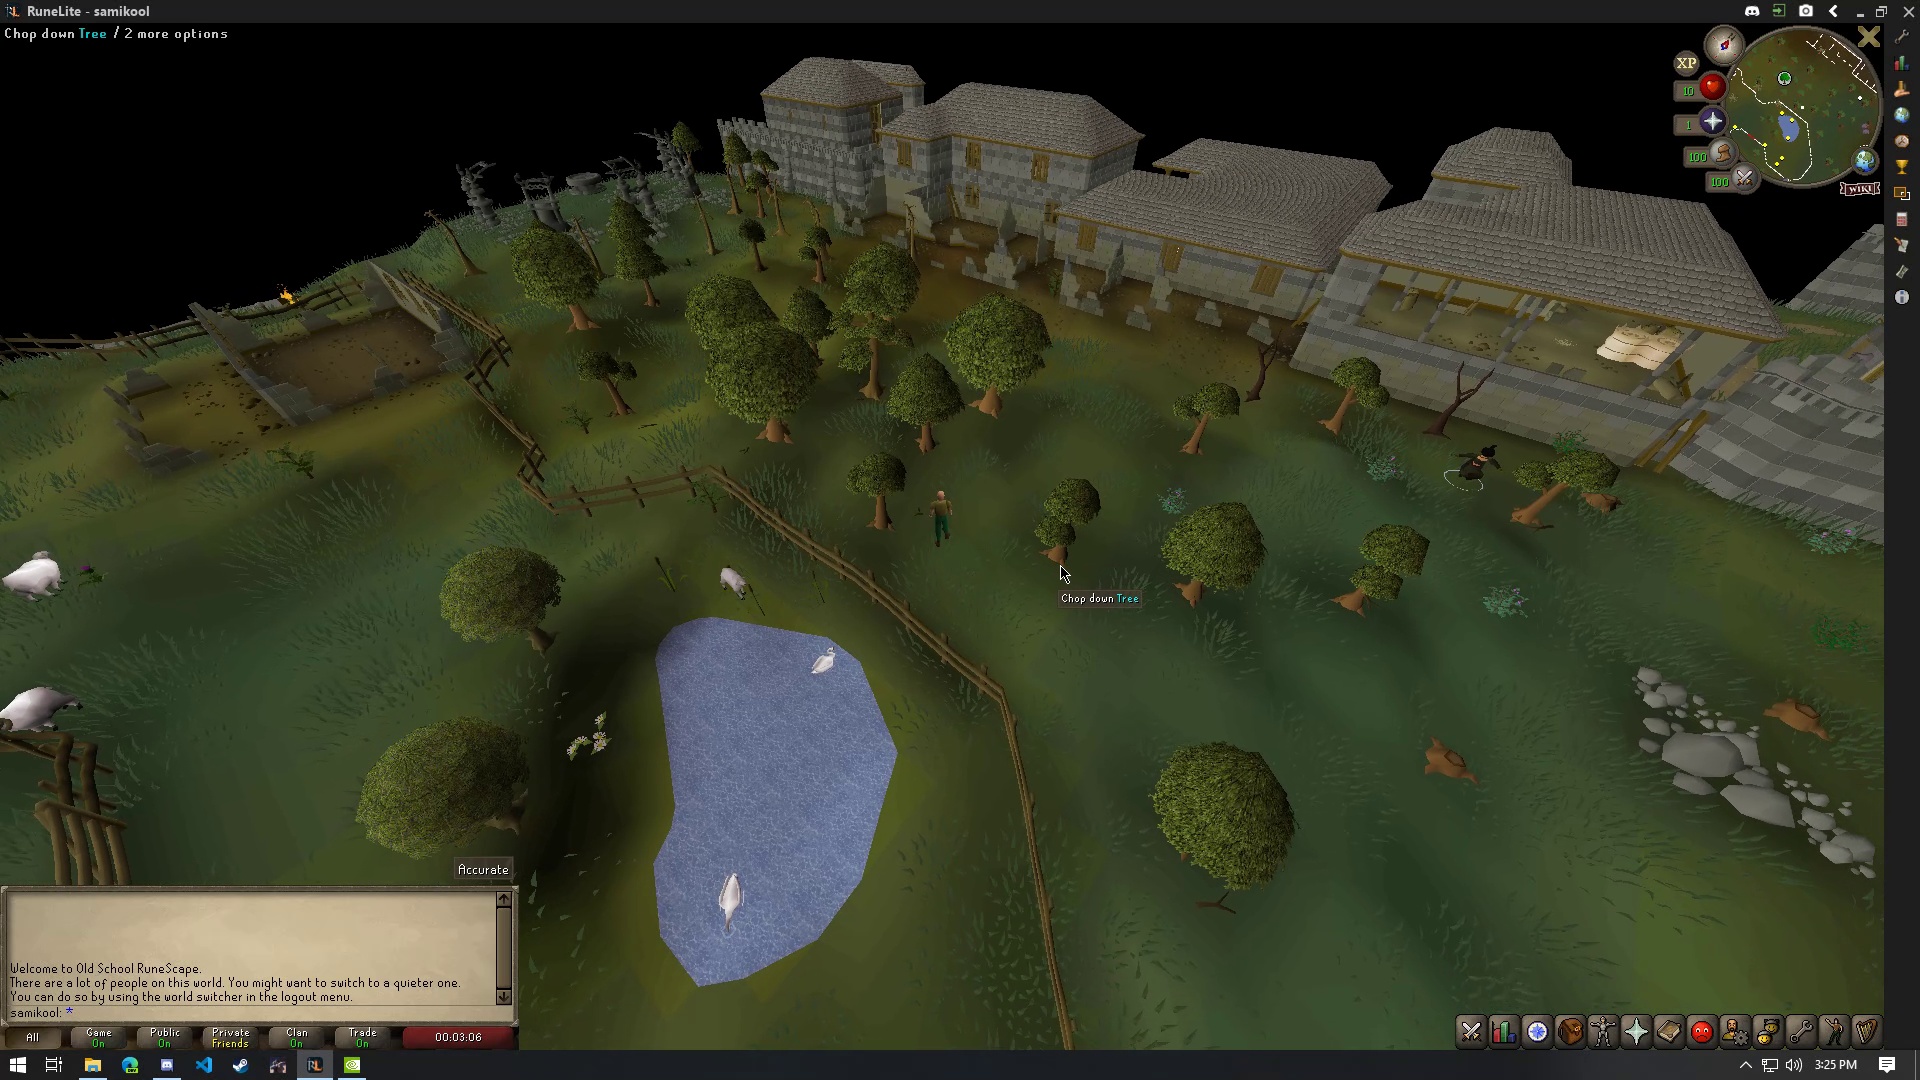 RuneLite - samikool
Chop down Tree / 2 more options
XP
10
1
100
100
WIKI
Chop down Tree
Accurate
Welcome to Old School RuneScape.
There are a lot of people on this world. You might want to switch to a quieter one.
You can do so by using the world switcher in the logout menu.
samikool: *
All
Game
On
Public
On
Private
Friends
Clan
On
Trade
On
00:03:06
3:25 PM